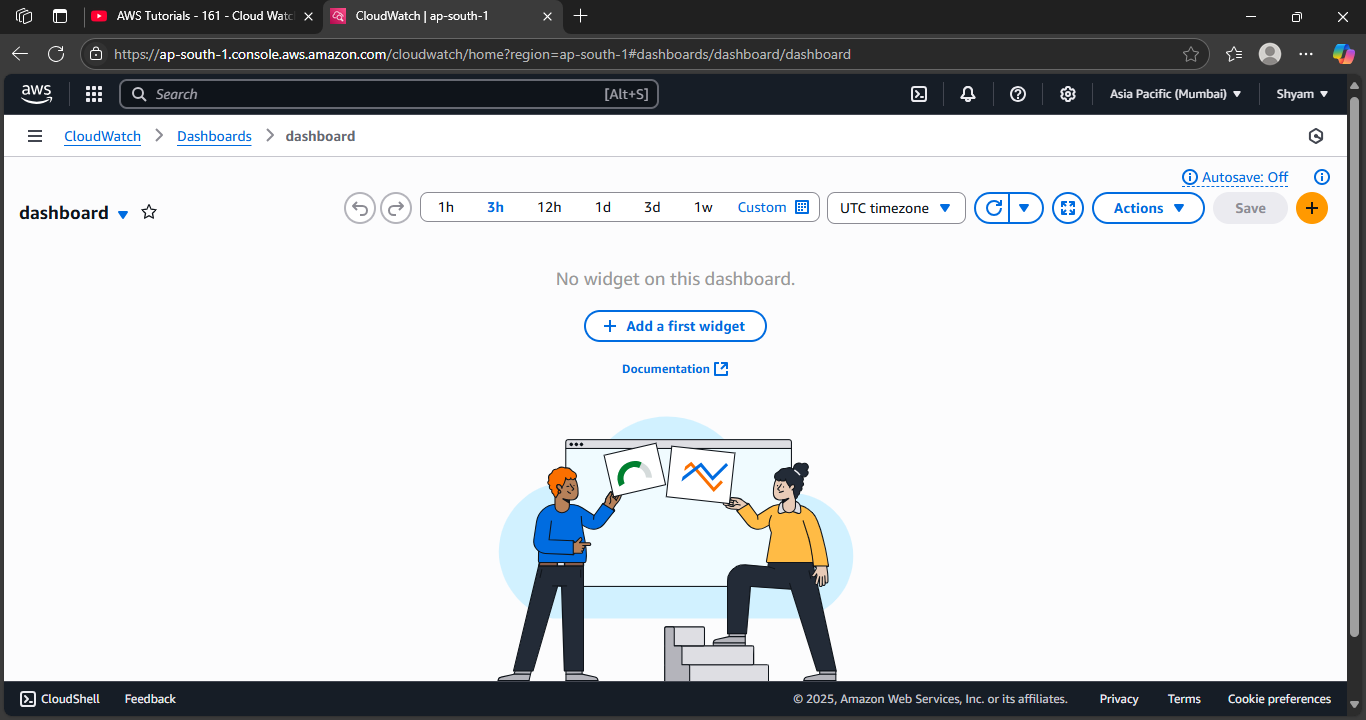 AWS Tutorials - 161 - Cloud Watc
CloudWatch | ap-south-1
https://ap-south-1.console.aws.amazon.com/cloudwatch/home?region=ap-south-1#dashboards/dashboard/dashboard
aws
Search
[Alt+S]
Asia Pacific (Mumbai)
Shyam
CloudWatch > Dashboards > dashboard
Autosave: Off
dashboard
1h 3h 12h 1d 3d 1w Custom
UTC timezone
Actions
Save
No widget on this dashboard.
Add a first widget
Documentation
CloudShell Feedback © 2025, Amazon Web Services, Inc. or its affiliates. Privacy Terms Cookie preferences